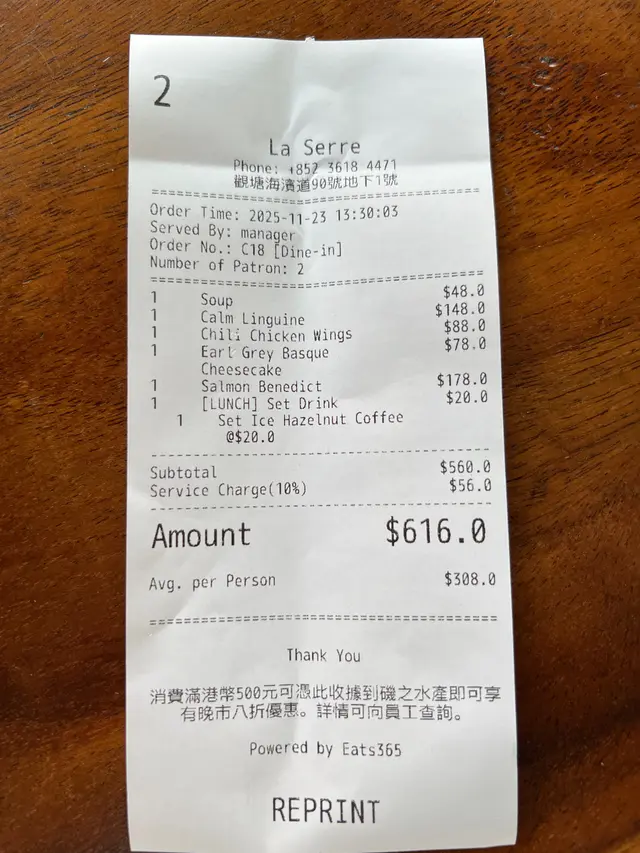 2
La Serre
Phone: +852 3618 4471
觀塘海濱道90號地下1號
Order Time: 2025-11-23 13:30:03
Served By: manager
Order No.: C18 [Dine-in]
Number of Patron: 2
1 Soup $48.0
1 Calm Linguine $148.0
1 Chili Chicken Wings $88.0
1 Earl Grey Basque $78.0
Cheesecake
1 Salmon Benedict $178.0
1 [LUNCH] Set Drink $20.0
1 Set Ice Hazelnut Coffee
@$20.0
Subtotal $560.0
Service Charge(10%) $56.0
Amount $616.0
Avg. per Person $308.0
Thank You
消費滿港幣500元可憑此收據到磯之水產即可享
有晚市八折優惠。詳情可向員工查詢。
Powered by Eats365
REPRINT